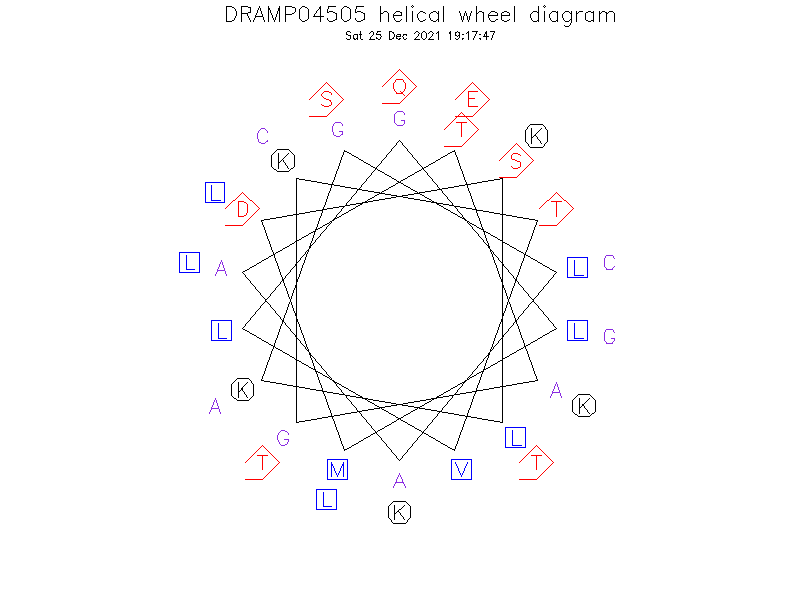 DRAMP04505 helical wheel diagram
Sat 25 Dec 2021 19:17:47
S Q E
C G G T K
K S
L D T
L A L C
L L G
A K A K
T G L T
M A V
L K